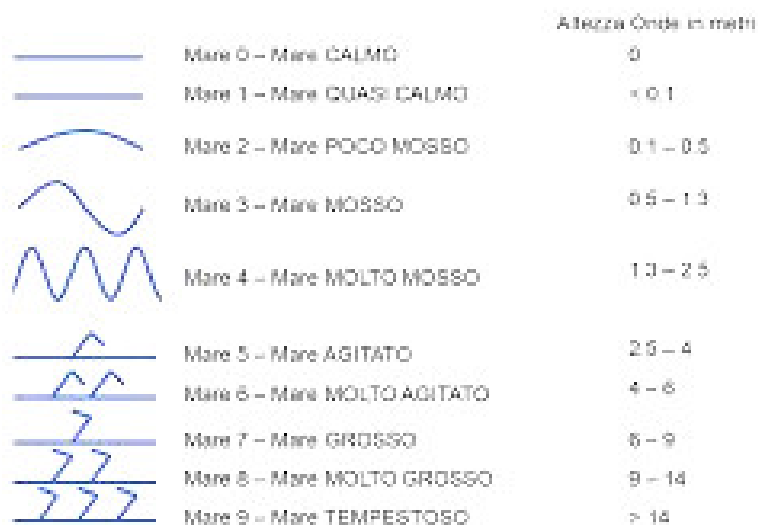 Altezza Onde in metri
Mare 0 – Mare CALMO 0
Mare 1 – Mare QUASI CALMO < 0.1
Mare 2 – Mare POCO MOSSO 0.1 – 0.5
Mare 3 – Mare MOSSO 0.5 – 1.3
Mare 4 – Mare MOLTO MOSSO 1.3 – 2.5
Mare 5 – Mare AGITATO 2.5 – 4
Mare 6 – Mare MOLTO AGITATO 4 – 6
Mare 7 – Mare GROSSO 6 – 9
Mare 8 – Mare MOLTO GROSSO 9 – 14
Mare 9 – Mare TEMPESTOSO > 14